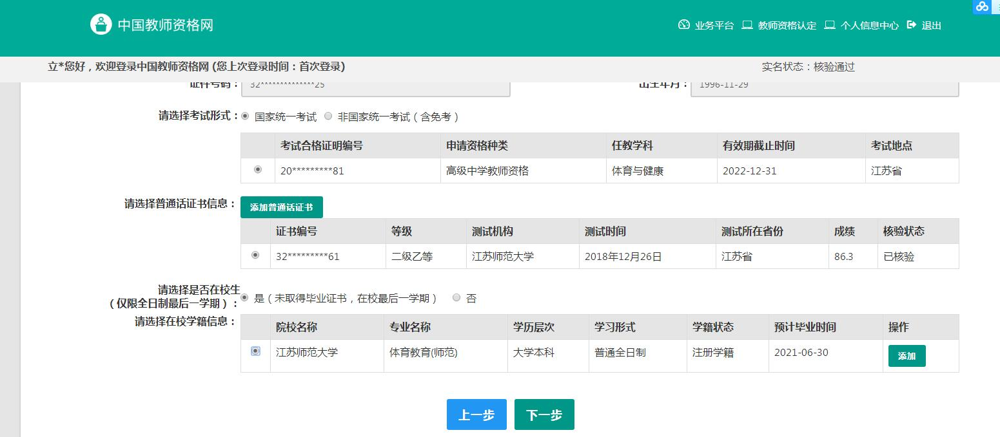 中国教师资格网
业务平台 教师资格认定 个人信息中心 退出
立*您好，欢迎登录中国教师资格网 (您上次登录时间：首次登录) 实名状态：核验通过
证件号码： 32**************25 出生年月： 1996-11-29
请选择考试形式： 国家统一考试 非国家统一考试（含免考）
考试合格证明编号 申请资格种类 任教学科 有效期截止时间 考试地点
20*********81 高级中学教师资格 体育与健康 2022-12-31 江苏省
请选择普通话证书信息： 添加普通话证书
证书编号 等级 测试机构 测试时间 测试所在省份 成绩 核验状态
32*********61 二级乙等 江苏师范大学 2018年12月26日 江苏省 86.3 已核验
请选择是否在校生
（仅限全日制最后一学期）： 是（未取得毕业证书，在校最后一学期） 否
请选择在校学籍信息：
院校名称 专业名称 学历层次 学习形式 学籍状态 预计毕业时间 操作
江苏师范大学 体育教育(师范) 大学本科 普通全日制 注册学籍 2021-06-30 添加
上一步 下一步